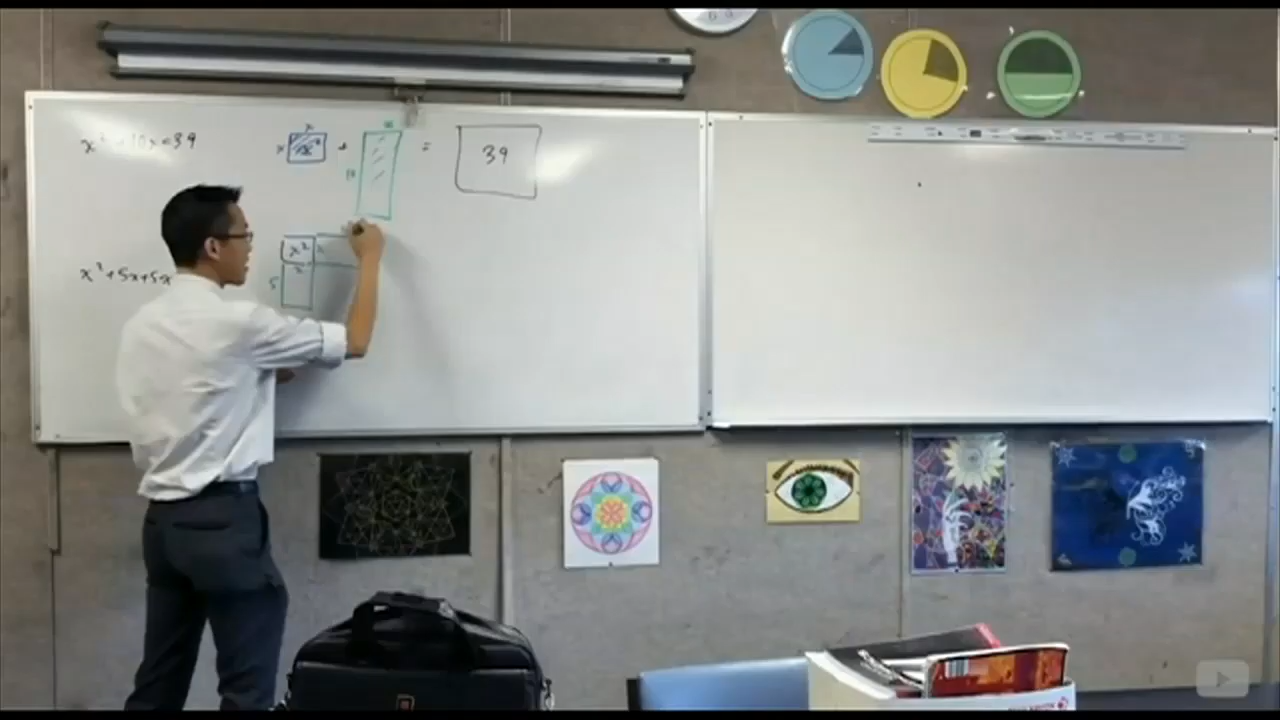 x² + 10x = 39
x
x x²
+
10
=
39
x² x
x
5
x² + 5x + 5x